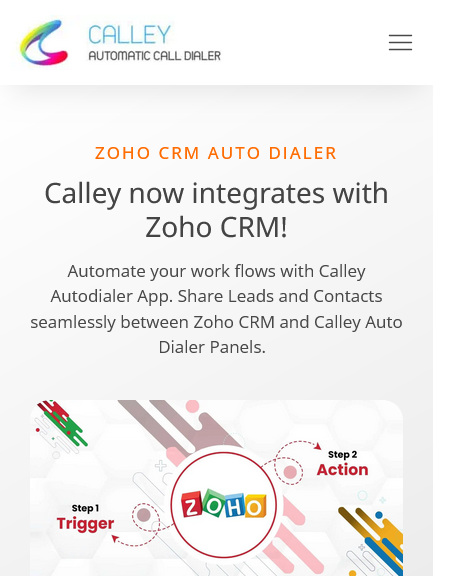 CALLEY
AUTOMATIC CALL DIALER
ZOHO CRM AUTO DIALER
Calley now integrates with
Zoho CRM!
Automate your work flows with Calley
Autodialer App. Share Leads and Contacts
seamlessly between Zoho CRM and Calley Auto
Dialer Panels.
Step 2
Action
ZOHO
Step 1
Trigger